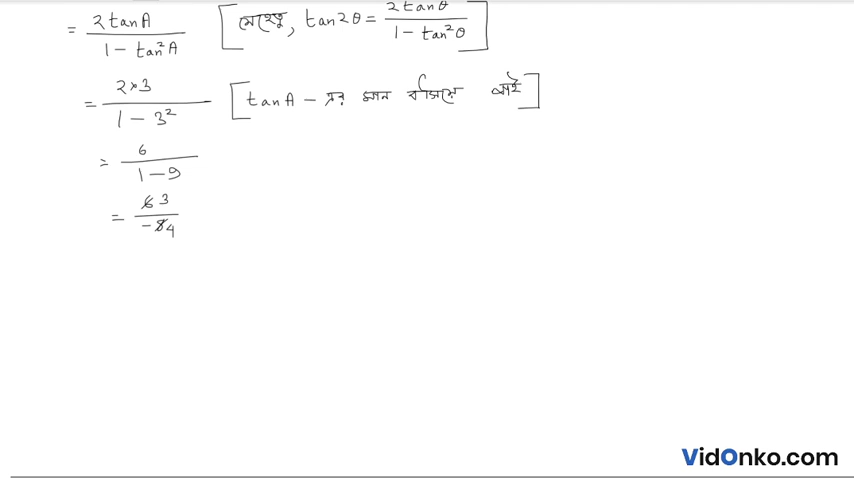 = 2tanA / 1 - tan²A [যেহেতু, tan2θ = 2tanθ / 1 - tan²θ]
= 2×3 / 1 - 3² [tanA - এর মান বসিয়ে পাই]
= 6 / 1-9
= 6 3 / -8 4
VidOnko.com